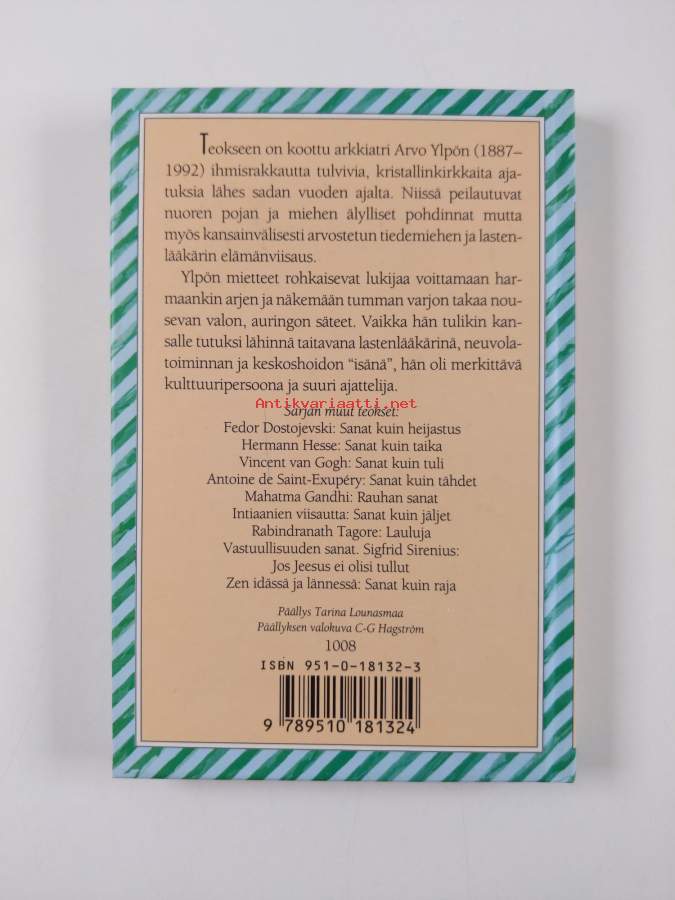 Teokseen on koottu arkkiatri Arvo Ylpön (1887–
1992) ihmisrakkautta tulvivia, kristallinkirkkaita aja-
tuksia lähes sadan vuoden ajalta. Niissä peilautuvat
nuoren pojan ja miehen älylliset pohdinnat mutta
myös kansainvälisesti arvostetun tiedemiehen ja lasten-
lääkärin elämänviisaus.
Ylpön mietteet rohkaisevat lukijaa voittamaan har-
maankin arjen ja näkemään tumman varjon takaa nou-
sevan valon, auringon säteet. Vaikka hän tulikin kan-
salle tutuksi lähinnä taitavana lastenlääkärinä, neuvola-
toiminnan ja keskoshoidon "isänä", hän oli merkittävä
kulttuuripersoona ja suuri ajattelija.
Antikvariaatti.net
Sarjan muut teokset:
Fedor Dostojevski: Sanat kuin heijastus
Hermann Hesse: Sanat kuin taika
Vincent van Gogh: Sanat kuin tuli
Antoine de Saint-Exupéry: Sanat kuin tähdet
Mahatma Gandhi: Rauhan sanat
Intiaanien viisautta: Sanat kuin jäljet
Rabindranath Tagore: Lauluja
Vastuullisuuden sanat. Sigfrid Sirenius:
Jos Jeesus ei olisi tullut
Zen idässä ja lännessä: Sanat kuin raja
Päällys Tarina Lounasmaa
Päällyksen valokuva C-G Hagström
1008
ISBN 951-0-18132-3
9 789510 181324